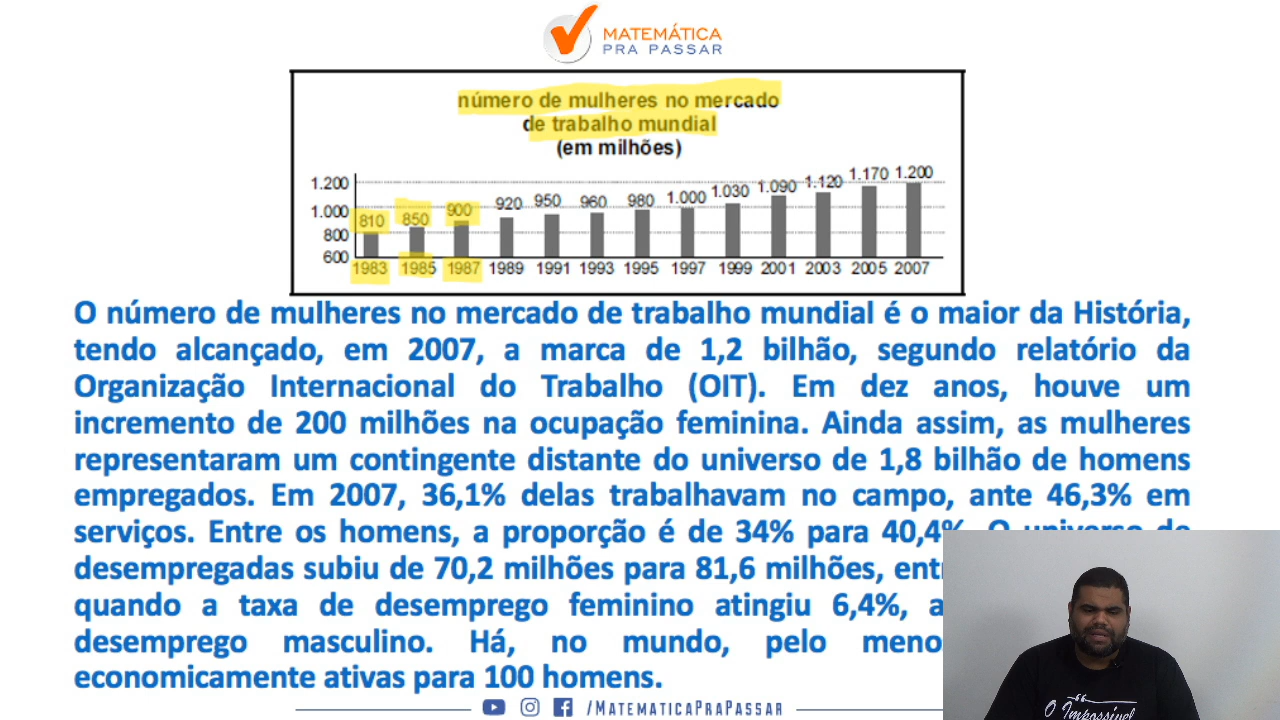 MATEMÁTICA
PRA PASSAR
número de mulheres no mercado
de trabalho mundial
(em milhões)
1.200
1.000
800
600
810 850 900 920 950 960 980 1.000 1.030 1.090 1.120 1.170 1.200
1983 1985 1987 1989 1991 1993 1995 1997 1999 2001 2003 2005 2007
O número de mulheres no mercado de trabalho mundial é o maior da História,
tendo alcançado, em 2007, a marca de 1,2 bilhão, segundo relatório da
Organização Internacional do Trabalho (OIT). Em dez anos, houve um
incremento de 200 milhões na ocupação feminina. Ainda assim, as mulheres
representaram um contingente distante do universo de 1,8 bilhão de homens
empregados. Em 2007, 36,1% delas trabalhavam no campo, ante 46,3% em
serviços. Entre os homens, a proporção é de 34% para 40,4%. O universo de
desempregadas subiu de 70,2 milhões para 81,6 milhões,
quando a taxa de desemprego feminino atingiu 6,4%,
desemprego masculino. Há, no mundo, pelo
economicamente ativas para 100 homens.
/MATEMATICAPRAPASSAR
O Impossível